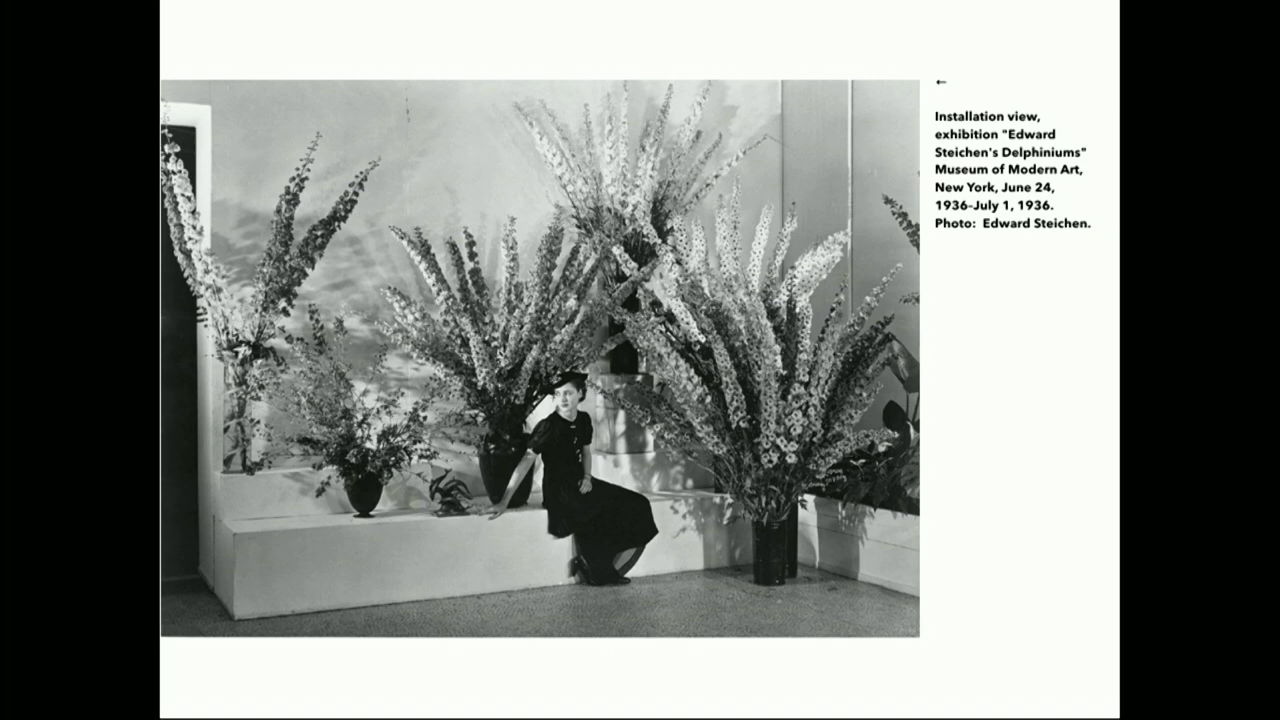 ←
Installation view,
exhibition "Edward
Steichen's Delphiniums"
Museum of Modern Art,
New York, June 24,
1936–July 1, 1936.
Photo: Edward Steichen.